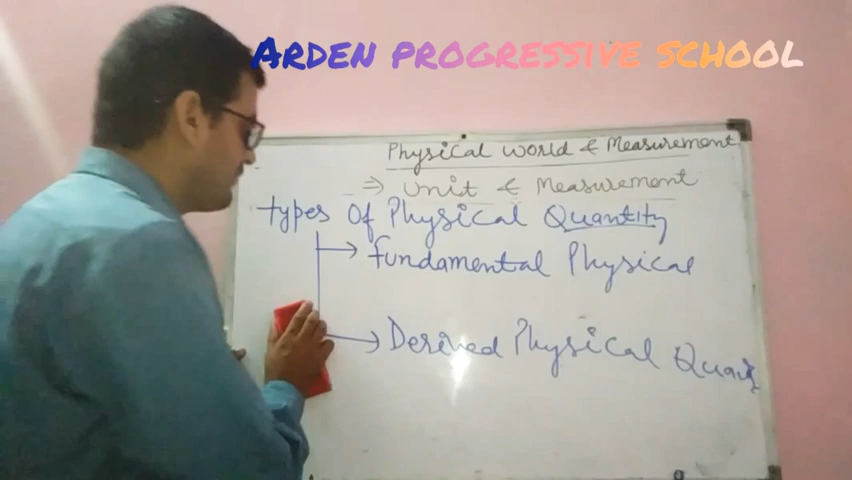 ARDEN PROGRESSIVE SCHOOL
Physical World & Measurement
⇒ Unit & Measurement
Types Of Physical Quantity
→ Fundamental Physical
→ Derived Physical